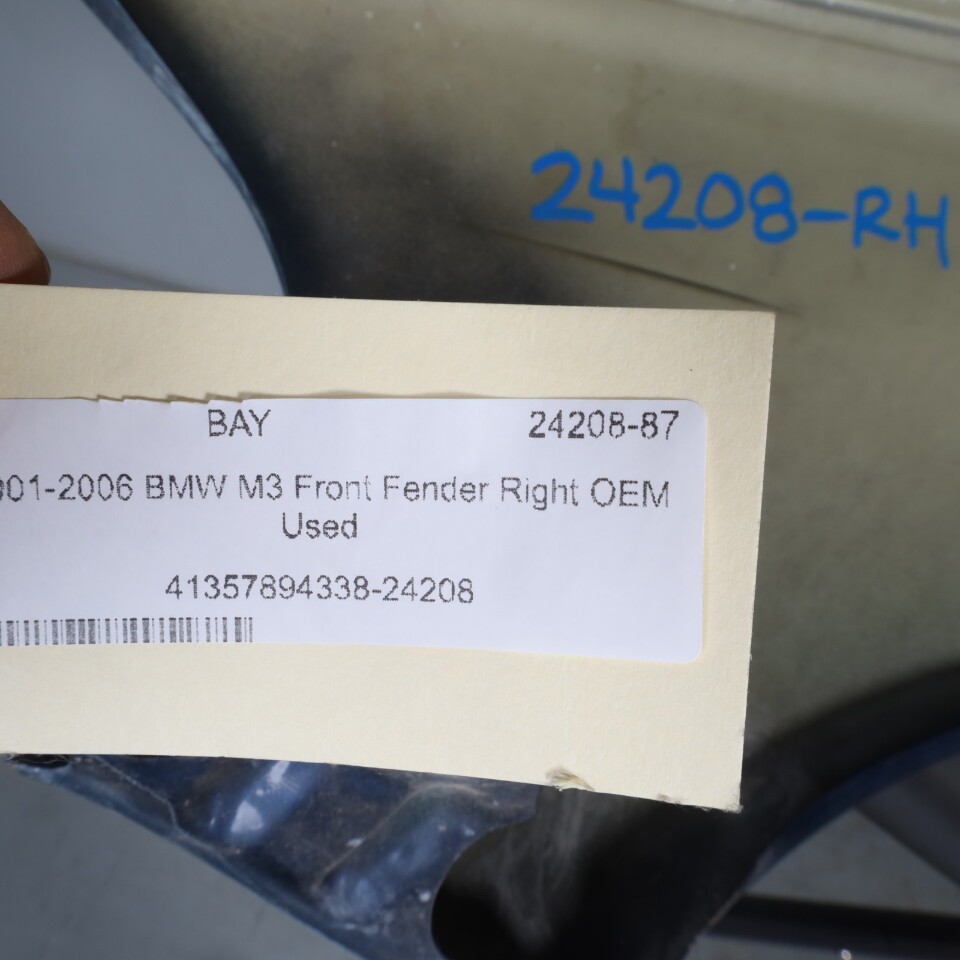 24208-RH
BAY 24208-87
001-2006 BMW M3 Front Fender Right OEM
Used
41357894338-24208